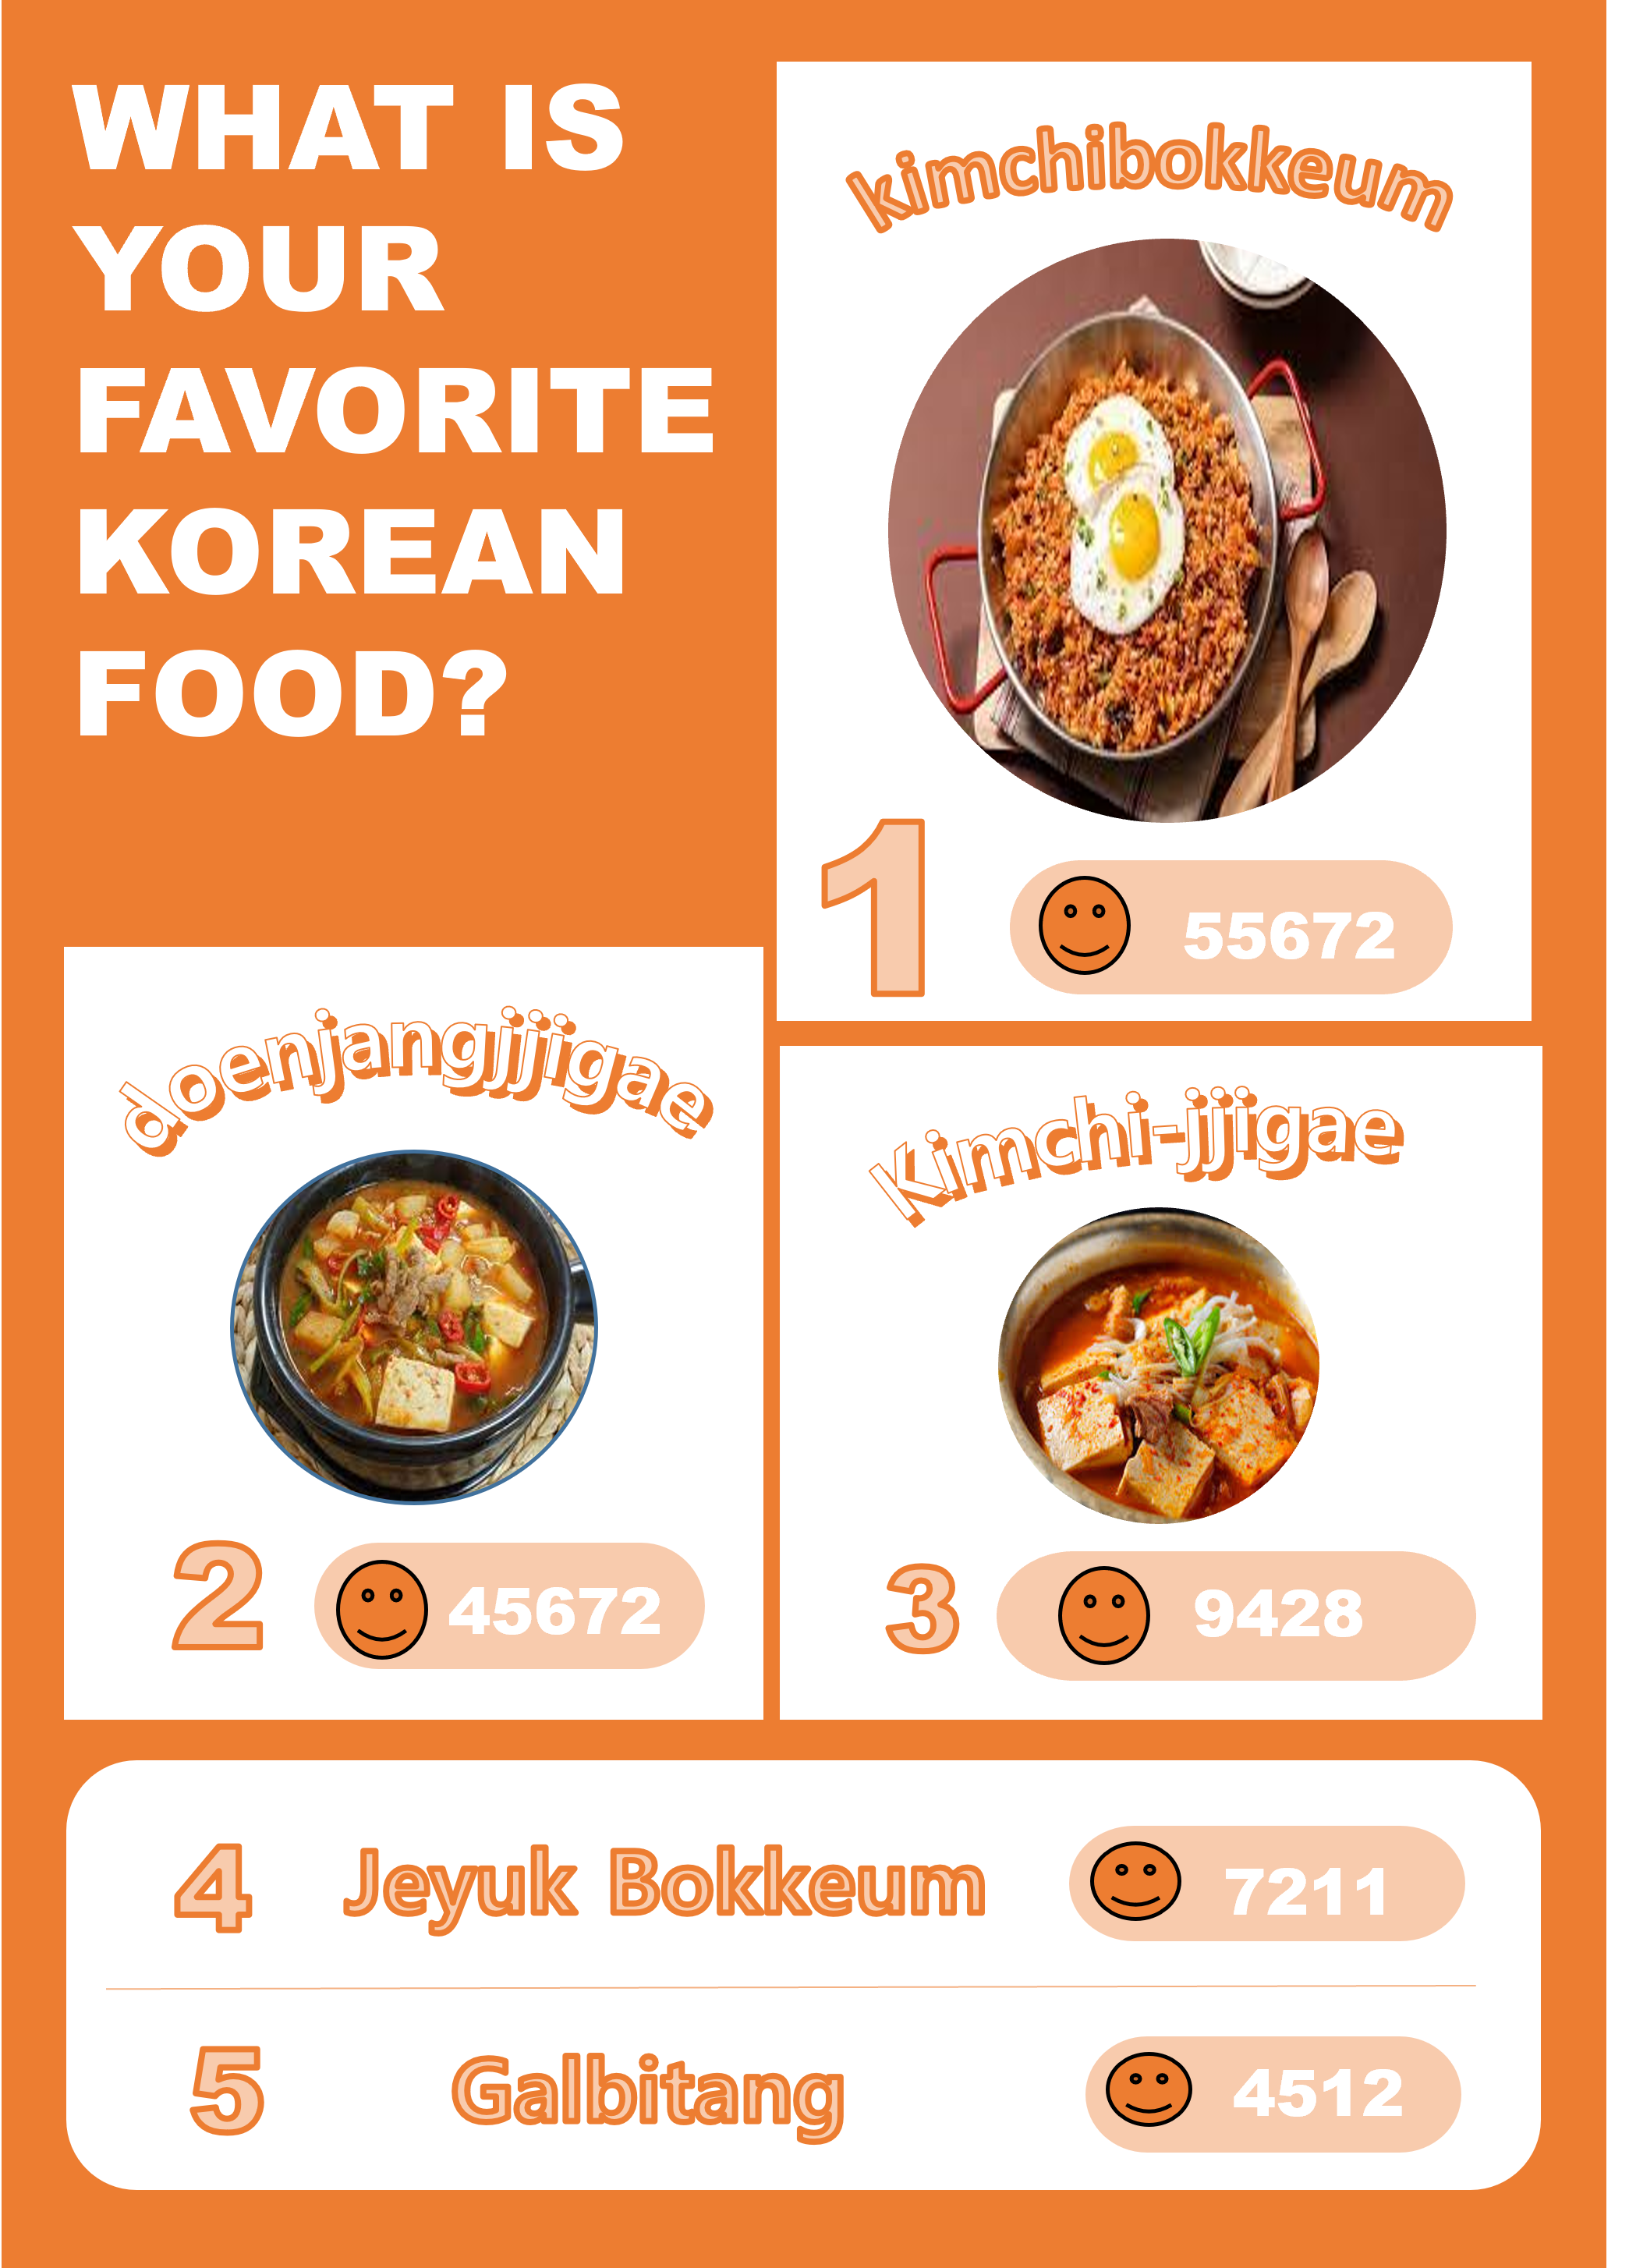 WHAT IS
YOUR
FAVORITE
KOREAN
FOOD?
kimchibokkeum
1
55672
doenjangjjigae
2
45672
Kimchi-jjigae
3
9428
4
Jeyuk Bokkeum
7211
5
Galbitang
4512